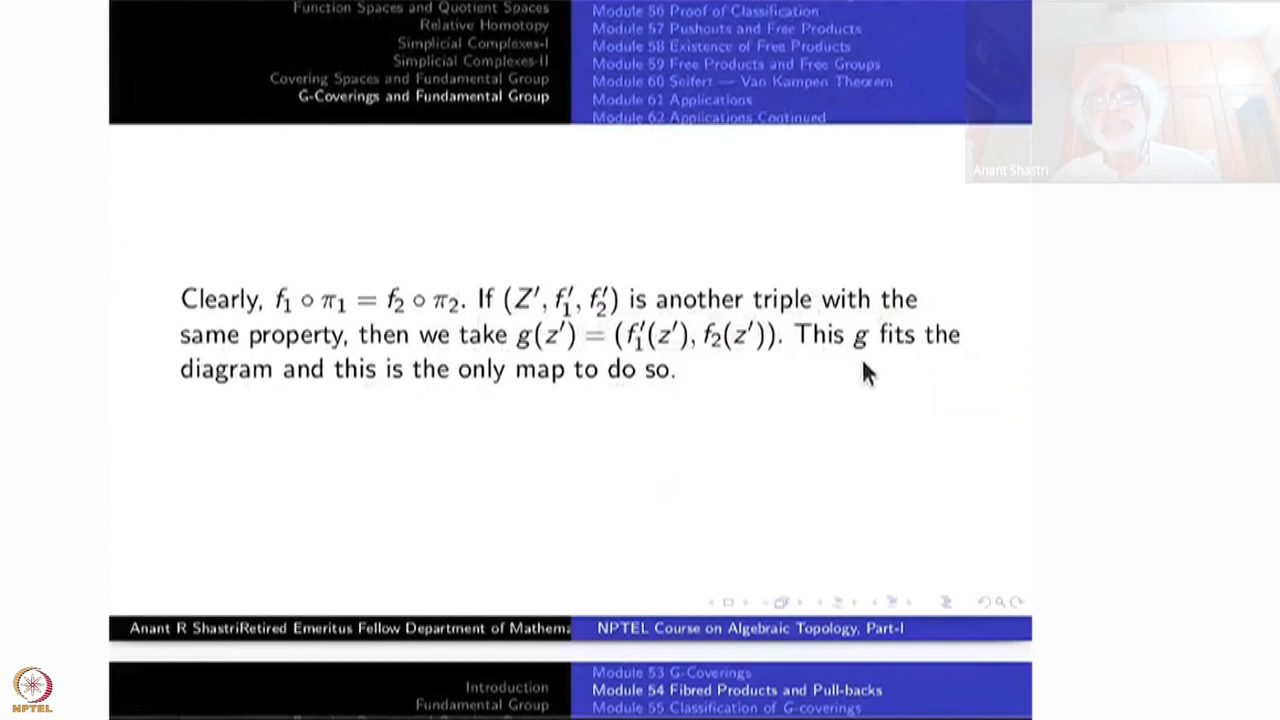 Function Spaces and Quotient Spaces
Relative Homotopy
Simplicial Complexes-I
Simplicial Complexes-II
Covering Spaces and Fundamental Group
G-Coverings and Fundamental Group
Module 56 Proof of Classification
Module 57 Pushouts and Free Products
Module 58 Existence of Free Products
Module 59 Free Products and Free Groups
Module 60 Seifert — Van Kampen Theorem
Module 61 Applications
Module 62 Applications Continued
Anant Shastri
Clearly, f₁ ∘ π₁ = f₂ ∘ π₂. If (Z′, f₁′, f₂′) is another triple with the
same property, then we take g(z′) = (f₁′(z′), f₂(z′)). This g fits the
diagram and this is the only map to do so.
Anant R ShastriRetired Emeritus Fellow Department of Mathema
NPTEL Course on Algebraic Topology, Part-I
Introduction
Fundamental Group
Module 53 G-Coverings
Module 54 Fibred Products and Pull-backs
Module 55 Classification of G-coverings
NPTEL